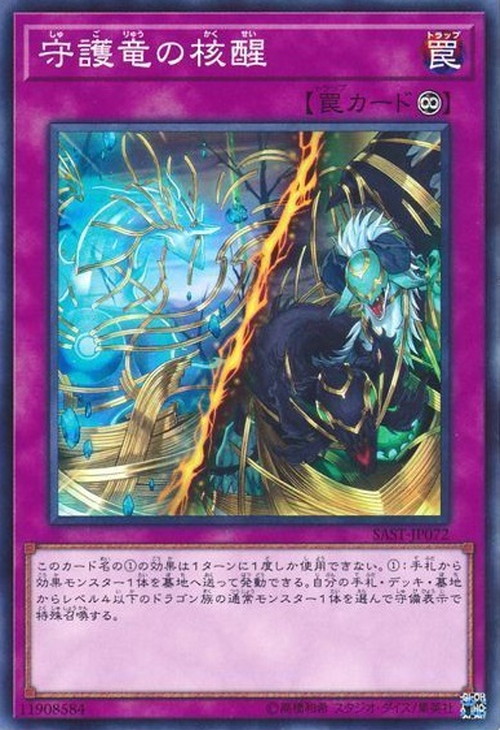 守護竜の核醒
罠
【罠カード】
SAST-JP072
このカード名の①の効果は1ターンに1度しか使用できない。①:手札から
効果モンスター1体を墓地へ送って発動できる。自分の手札・デッキ・墓地
からレベル4以下のドラゴン族の通常モンスター1体を選んで守備表示で
特殊召喚する。
11908584 ©高橋和希 スタジオ・ダイス/集英社